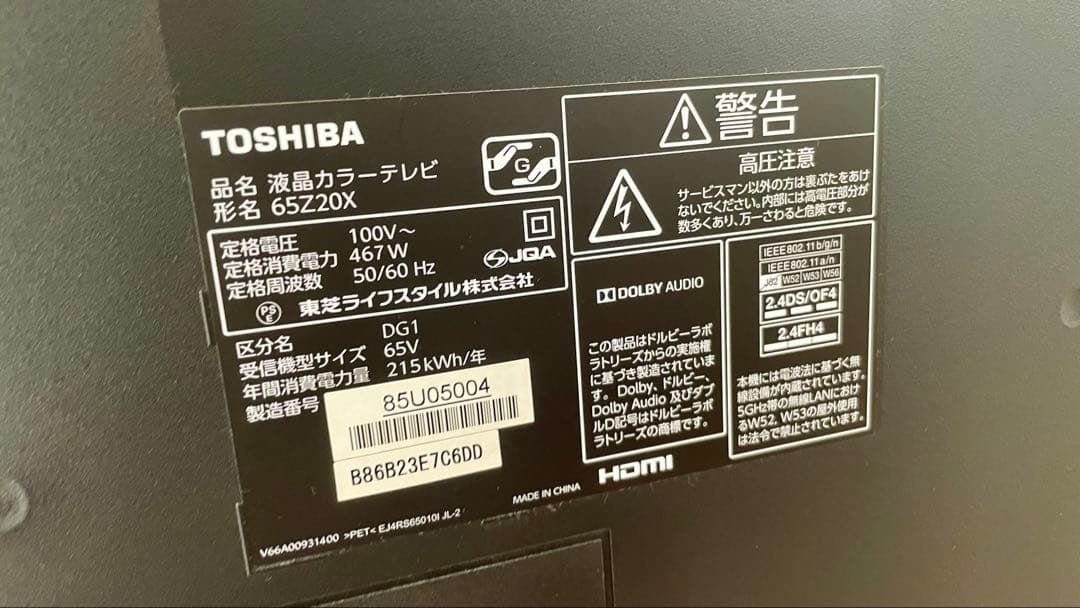 TOSHIBA
品名 液晶カラーテレビ
形名 65Z20X
G
定格電圧 100V～
定格消費電力 467W
定格周波数 50/60 Hz
JQA
PS
E
東芝ライフスタイル株式会社
区分名 DG1
受信機型サイズ 65V
年間消費電力量 215kWh/年
製造番号 85U05004
B86B23E7C6DD
V66A00931400 >PET< EJ4RS65010I JL-2
MADE IN CHINA
警告
高圧注意
サービスマン以外の方は裏ぶたをあけ
ないでください。内部には高電圧部分が
数多くあり、万一さわると危険です。
DOLBY AUDIO
この製品はドルビーラボ
ラトリーズからの実施権
に基づき製造されていま
す。Dolby、ドルビー、
Dolby Audio 及びダブ
ルD記号はドルビーラボ
ラトリーズの商標です。
HDMI
IEEE802.11b/g/n
IEEE802.11a/n
J52 W52 W53 W56
2.4DS/OF4
2.4FH4
本機には電波法に基づく無
線設備が内蔵されています。
5GHz帯の無線LANにおけ
るW52、W53の屋外使用
は法令で禁止されています。